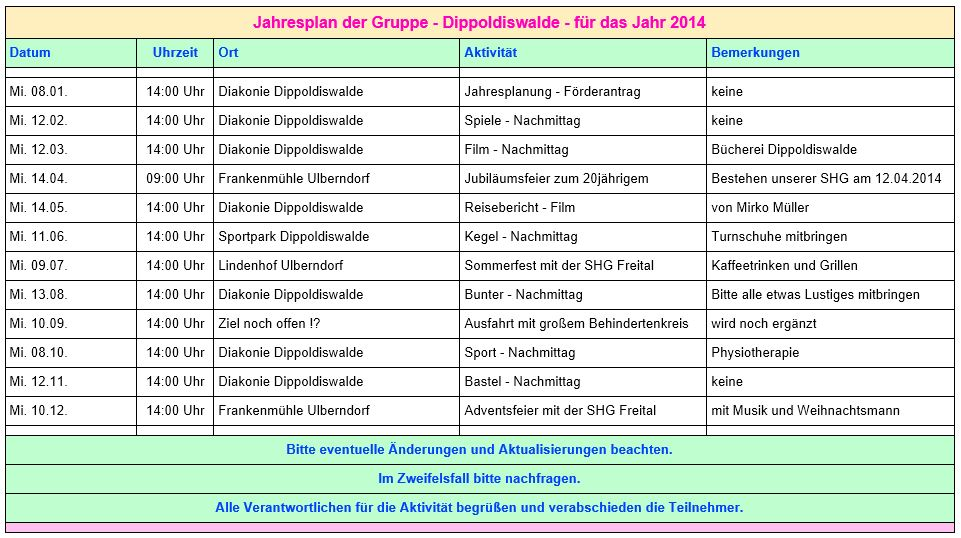 Jahresplan der Gruppe - Dippoldiswalde - für das Jahr 2014
Datum Uhrzeit Ort Aktivität Bemerkungen
Mi. 08.01. 14:00 Uhr Diakonie Dippoldiswalde Jahresplanung - Förderantrag keine
Mi. 12.02. 14:00 Uhr Diakonie Dippoldiswalde Spiele - Nachmittag keine
Mi. 12.03. 14:00 Uhr Diakonie Dippoldiswalde Film - Nachmittag Bücherei Dippoldiswalde
Mi. 14.04. 09:00 Uhr Frankenmühle Ulberndorf Jubiläumsfeier zum 20jährigem Bestehen unserer SHG am 12.04.2014
Mi. 14.05. 14:00 Uhr Diakonie Dippoldiswalde Reisebericht - Film von Mirko Müller
Mi. 11.06. 14:00 Uhr Sportpark Dippoldiswalde Kegel - Nachmittag Turnschuhe mitbringen
Mi. 09.07. 14:00 Uhr Lindenhof Ulberndorf Sommerfest mit der SHG Freital Kaffeetrinken und Grillen
Mi. 13.08. 14:00 Uhr Diakonie Dippoldiswalde Bunter - Nachmittag Bitte alle etwas Lustiges mitbringen
Mi. 10.09. 14:00 Uhr Ziel noch offen !? Ausfahrt mit großem Behindertenkreis wird noch ergänzt
Mi. 08.10. 14:00 Uhr Diakonie Dippoldiswalde Sport - Nachmittag Physiotherapie
Mi. 12.11. 14:00 Uhr Diakonie Dippoldiswalde Bastel - Nachmittag keine
Mi. 10.12. 14:00 Uhr Frankenmühle Ulberndorf Adventsfeier mit der SHG Freital mit Musik und Weihnachtsmann
Bitte eventuelle Änderungen und Aktualisierungen beachten.
Im Zweifelsfall bitte nachfragen.
Alle Verantwortlichen für die Aktivität begrüßen und verabschieden die Teilnehmer.